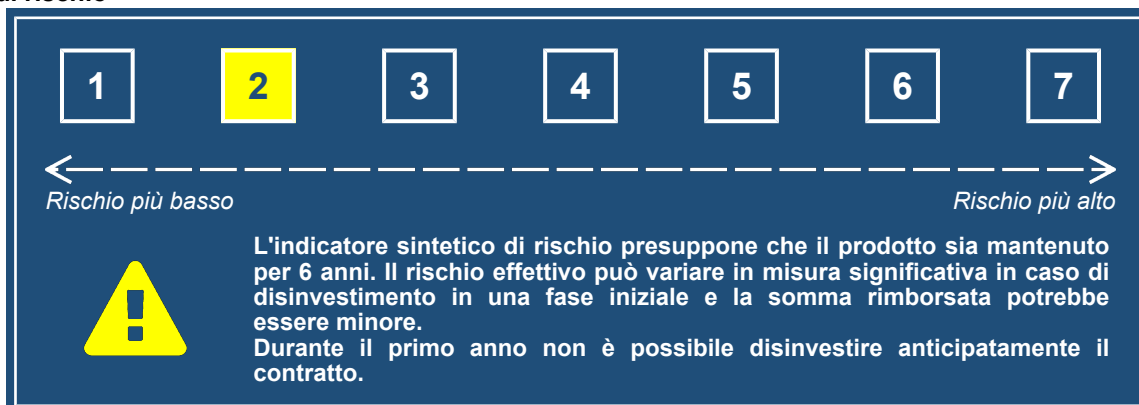 di rischio
1 2 3 4 5 6 7
Rischio più basso Rischio più alto
L'indicatore sintetico di rischio presuppone che il prodotto sia mantenuto
per 6 anni. Il rischio effettivo può variare in misura significativa in caso di
disinvestimento in una fase iniziale e la somma rimborsata potrebbe
essere minore.
Durante il primo anno non è possibile disinvestire anticipatamente il
contratto.